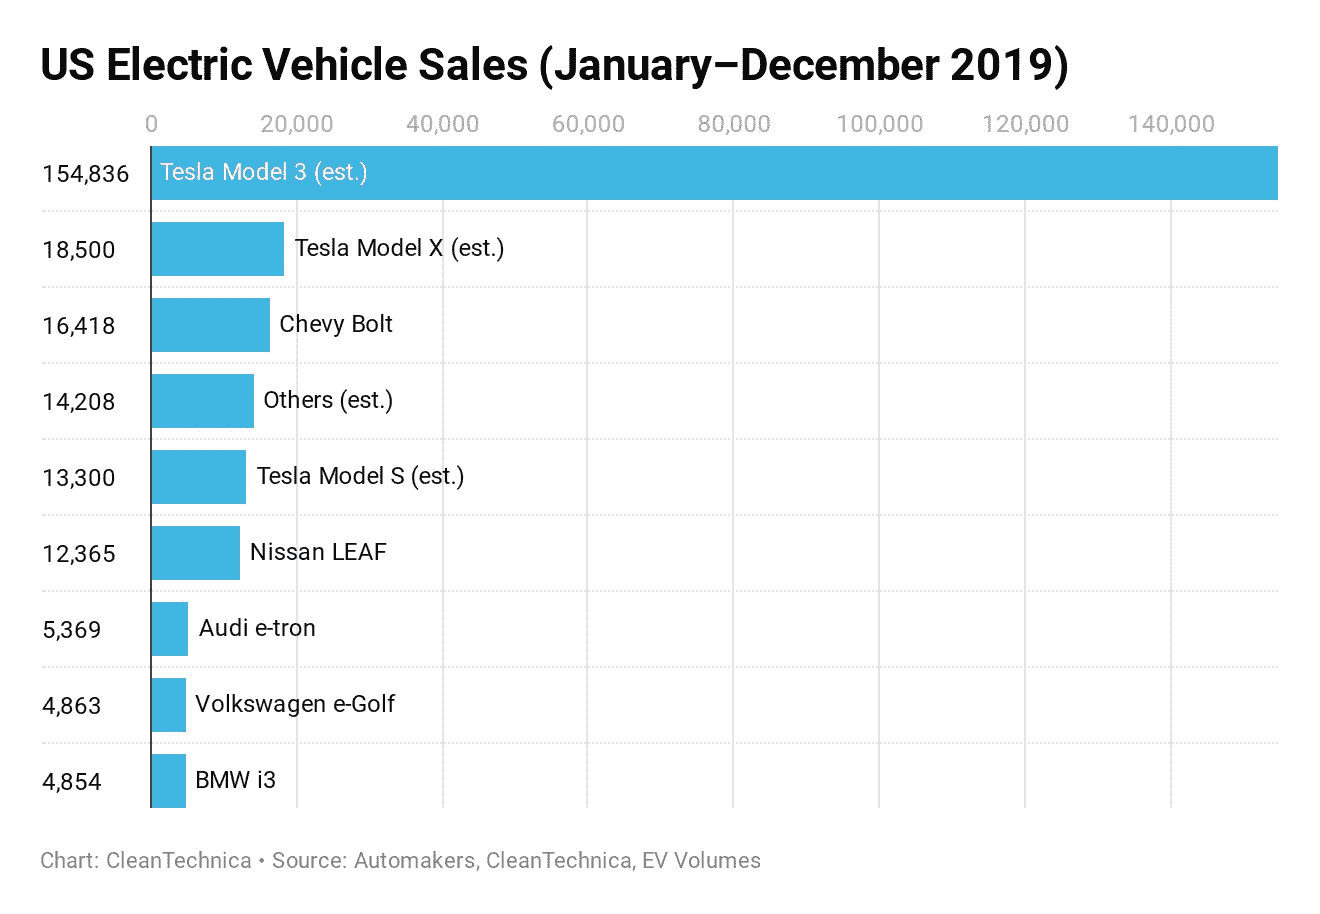 US Electric Vehicle Sales (January–December 2019)
0 20,000 40,000 60,000 80,000 100,000 120,000 140,000
154,836 Tesla Model 3 (est.)
18,500 Tesla Model X (est.)
16,418 Chevy Bolt
14,208 Others (est.)
13,300 Tesla Model S (est.)
12,365 Nissan LEAF
5,369 Audi e-tron
4,863 Volkswagen e-Golf
4,854 BMW i3
Chart: CleanTechnica • Source: Automakers, CleanTechnica, EV Volumes